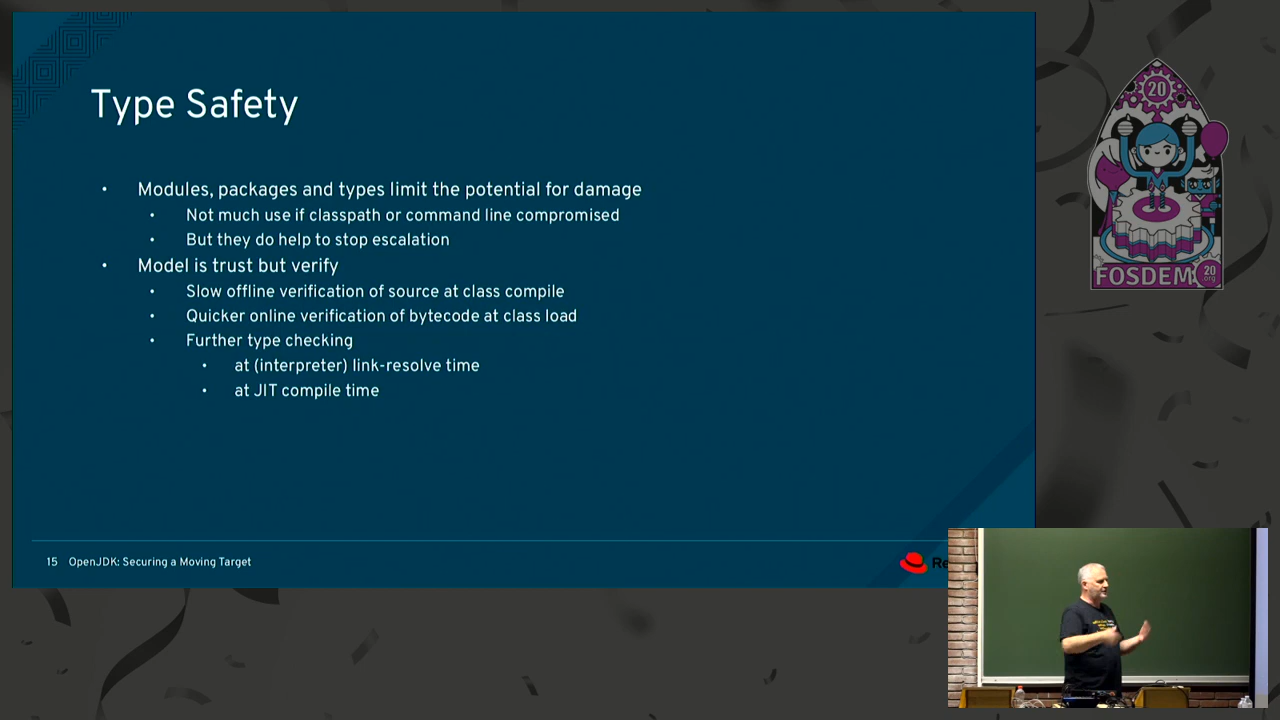 Type Safety
• Modules, packages and types limit the potential for damage
• Not much use if classpath or command line compromised
• But they do help to stop escalation
• Model is trust but verify
• Slow offline verification of source at class compile
• Quicker online verification of bytecode at class load
• Further type checking
• at (interpreter) link-resolve time
• at JIT compile time
15 OpenJDK: Securing a Moving Target
20
FOSDEM
20
.org